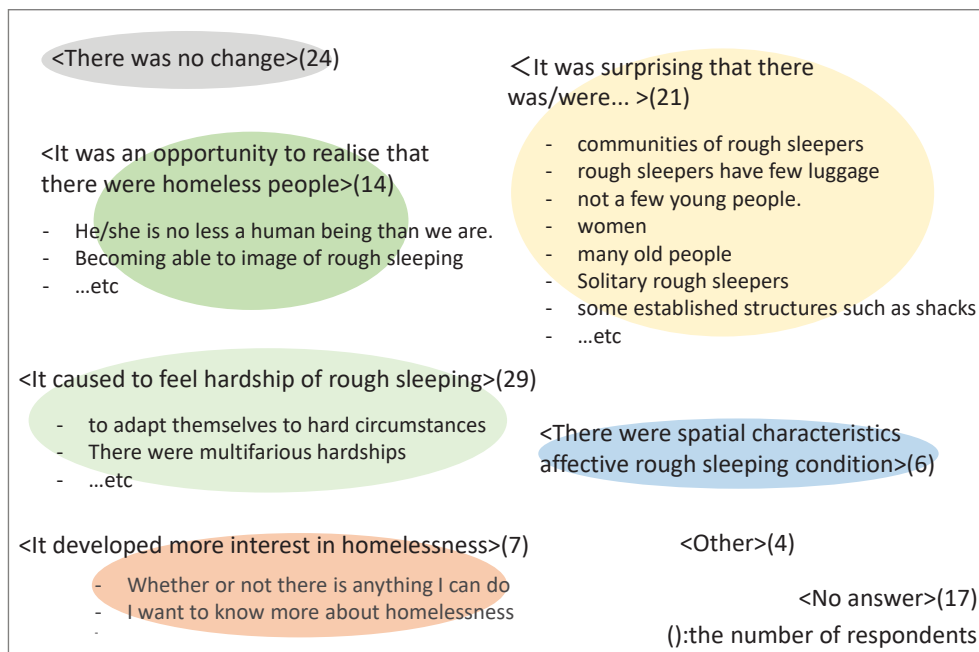 <There was no change>(24)
<It was an opportunity to realise that
there were homeless people>(14)
- He/she is no less a human being than we are.
- Becoming able to image of rough sleeping
- …etc
<It caused to feel hardship of rough sleeping>(29)
- to adapt themselves to hard circumstances
- There were multifarious hardships
- …etc
<It developed more interest in homelessness>(7)
- Whether or not there is anything I can do
- I want to know more about homelessness
＜It was surprising that there
was/were... >(21)
- communities of rough sleepers
- rough sleepers have few luggage
- not a few young people.
- women
- many old people
- Solitary rough sleepers
- some established structures such as shacks
- …etc
<There were spatial characteristics
affective rough sleeping condition>(6)
<Other>(4)
<No answer>(17)
():the number of respondents